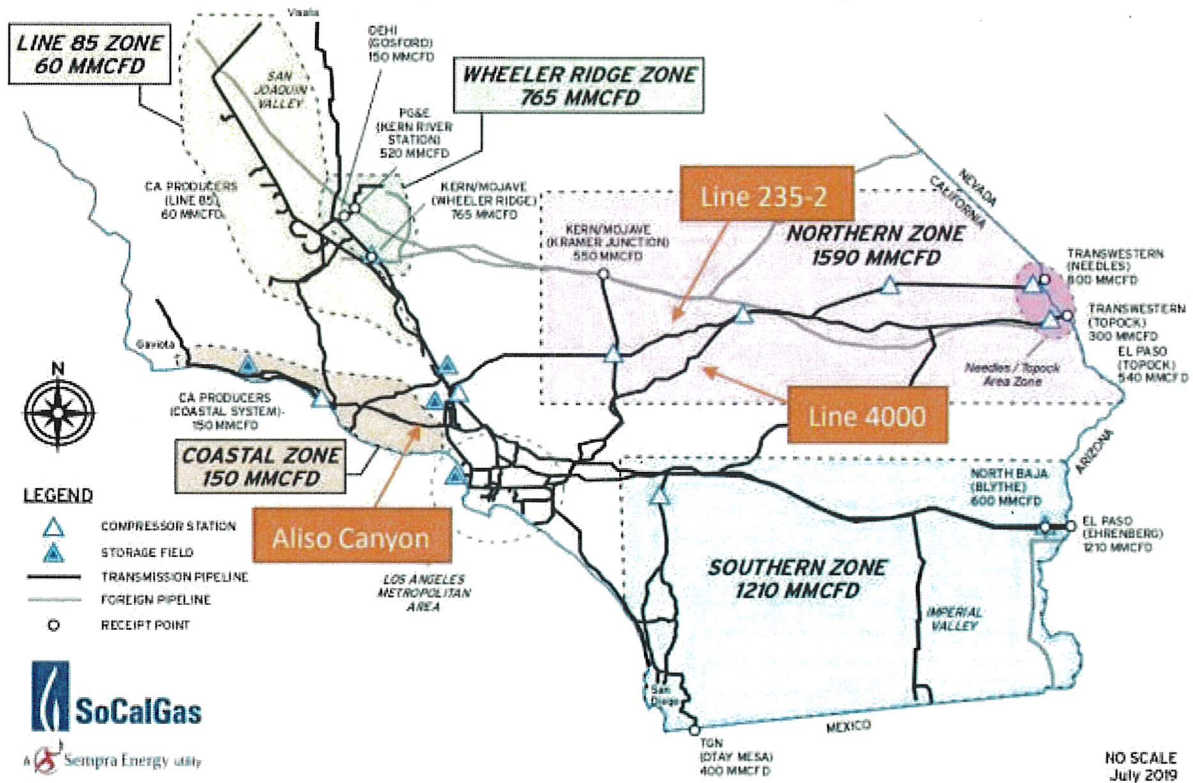 Visalia
LINE 85 ZONE
60 MMCFD
SAN
JOAQUIN
VALLEY
OEHI
(GOSFORD)
150 MMCFD
WHEELER RIDGE ZONE
765 MMCFD
PG&E
(KERN RIVER
STATION)
520 MMCFD
CA PRODUCERS
(LINE 85)
60 MMCFD
KERN/MOJAVE
(WHEELER RIDGE)
765 MMCFD
Line 235-2
NEVADA
CALIFORNIA
KERN/MOJAVE
(KRAMER JUNCTION)
550 MMCFD
NORTHERN ZONE
1590 MMCFD
TRANSWESTERN
(NEEDLES)
800 MMCFD
TRANSWESTERN
(TOPOCK)
300 MMCFD
EL PASO
(TOPOCK)
540 MMCFD
Needles / Topock
Area Zone
Gaviota
N
CA PRODUCERS
(COASTAL SYSTEM)
150 MMCFD
Line 4000
COASTAL ZONE
150 MMCFD
ARIZONA
LEGEND
COMPRESSOR STATION
STORAGE FIELD
TRANSMISSION PIPELINE
FOREIGN PIPELINE
RECEIPT POINT
Aliso Canyon
LOS ANGELES
METROPOLITAN
AREA
NORTH BAJA
(BLYTHE)
600 MMCFD
EL PASO
(EHRENBERG)
1210 MMCFD
SOUTHERN ZONE
1210 MMCFD
IMPERIAL
VALLEY
San
Diego
MEXICO
TGN
(OTAY MESA)
400 MMCFD
SoCalGas
A Sempra Energy utility
NO SCALE
July 2019